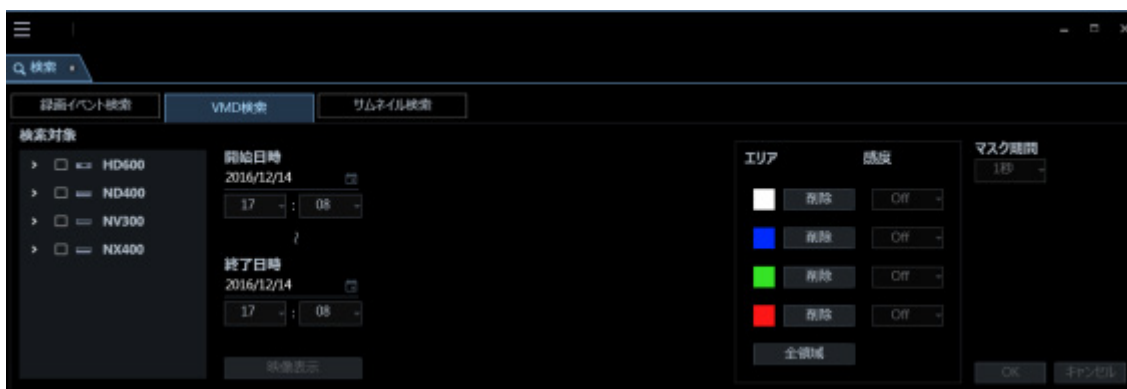 検索
録画イベント検索
VMD検索
サムネイル検索
検索対象
HD600
ND400
NV300
NX400
開始日時
2016/12/14
17 : 08
~
終了日時
2016/12/14
17 : 08
映像表示
エリア 感度
削除 Off
削除 Off
削除 Off
削除 Off
全領域
マスク期間
1秒
OK キャンセル